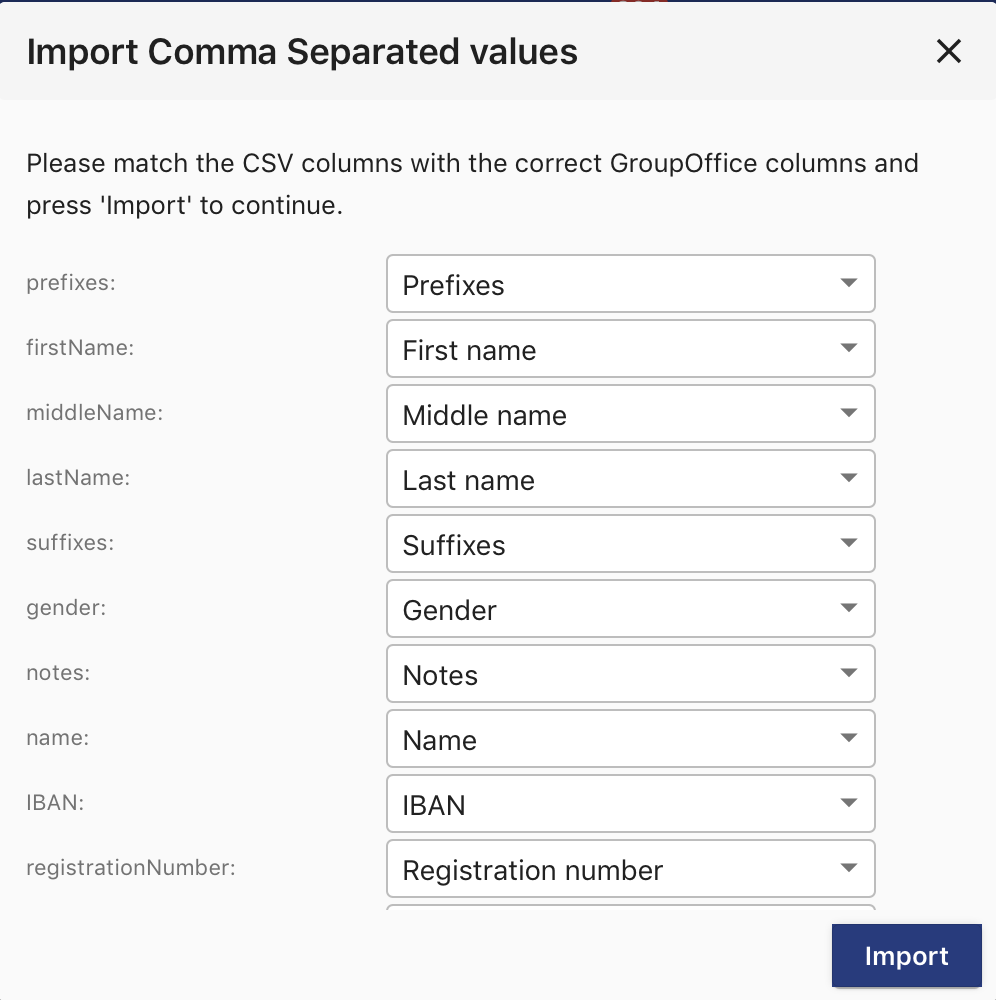 Import Comma Separated values
Please match the CSV columns with the correct GroupOffice columns and
press 'Import' to continue.
prefixes: Prefixes
firstName: First name
middleName: Middle name
lastName: Last name
suffixes: Suffixes
gender: Gender
notes: Notes
name: Name
IBAN: IBAN
registrationNumber: Registration number
Import